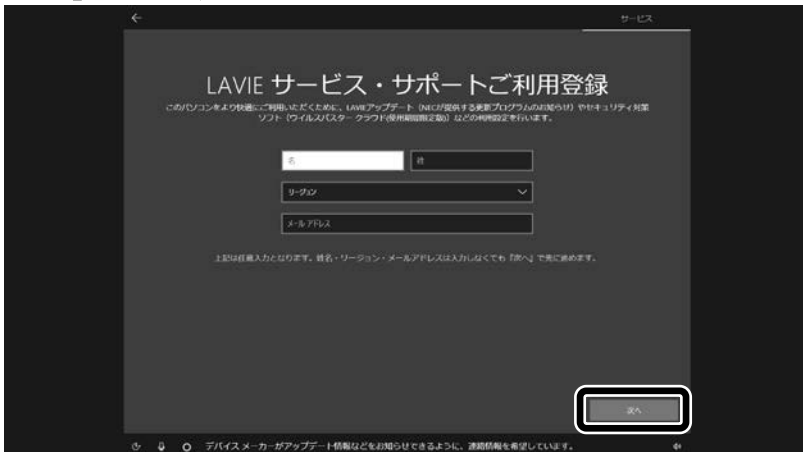 サービス
LAVIE サービス・サポートご利用登録
このパソコンをより快適にご利用いただくために、LAVIEアップデート（NECが提供する更新プログラムのお知らせ）やセキュリティ対策
ソフト（ウイルスバスター クラウド(使用期間限定版)）などの利用設定を行います。
名
姓
リージョン
メール アドレス
上記は任意入力となります。姓名・リージョン・メールアドレスは入力しなくても『次へ』で先に進めます。
次へ
デバイス メーカーがアップデート情報などをお知らせできるように、連絡情報を希望しています。